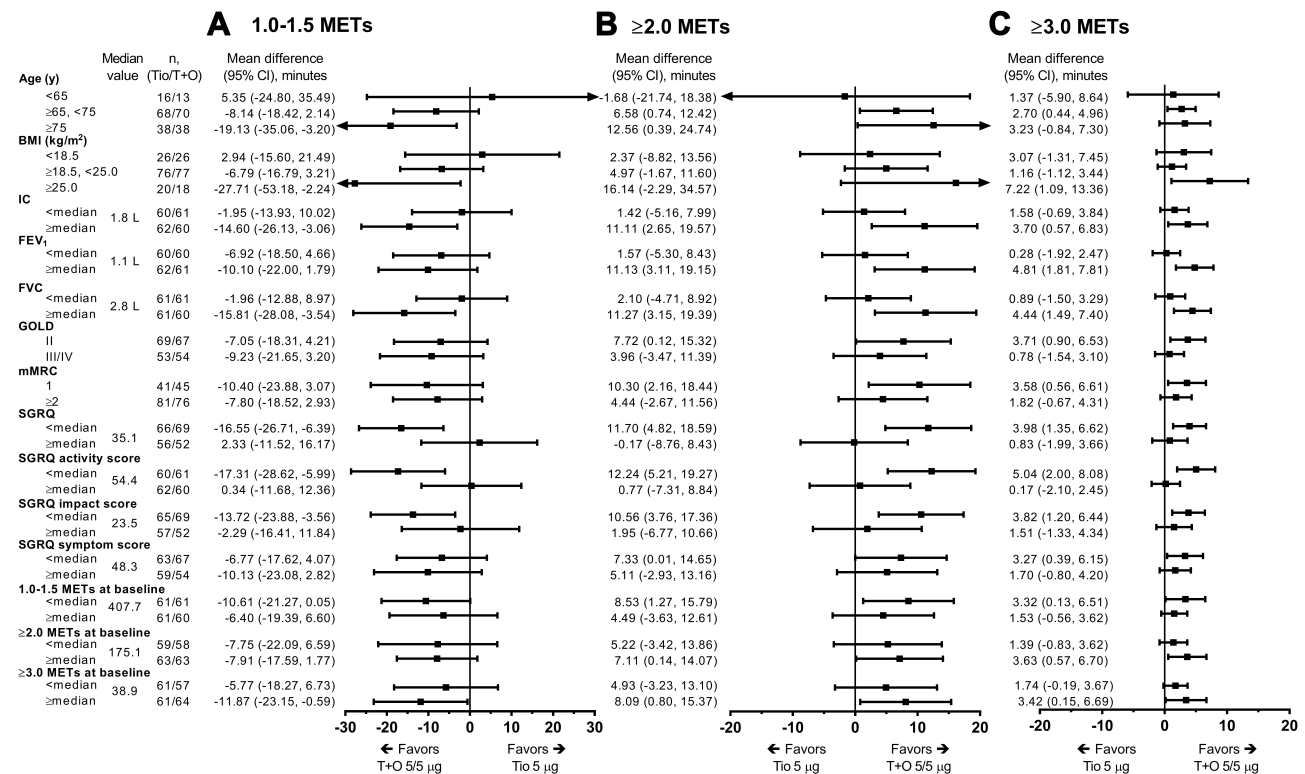 A 1.0-1.5 METs B ≥2.0 METs C ≥3.0 METs
Median value n, (Tio/T+O) Mean difference (95% CI), minutes Mean difference (95% CI), minutes Mean difference (95% CI), minutes
Age (y)
<65 16/13 5.35 (-24.80, 35.49) -1.68 (-21.74, 18.38) 1.37 (-5.90, 8.64)
≥65, <75 68/70 -8.14 (-18.42, 2.14) 6.58 (0.74, 12.42) 2.70 (0.44, 4.96)
≥75 38/38 -19.13 (-35.06, -3.20) 12.56 (0.39, 24.74) 3.23 (-0.84, 7.30)
BMI (kg/m²)
<18.5 26/26 2.94 (-15.60, 21.49) 2.37 (-8.82, 13.56) 3.07 (-1.31, 7.45)
≥18.5, <25.0 76/77 -6.79 (-16.79, 3.21) 4.97 (-1.67, 11.60) 1.16 (-1.12, 3.44)
≥25.0 20/18 -27.71 (-53.18, -2.24) 16.14 (-2.29, 34.57) 7.22 (1.09, 13.36)
IC
1.8 L
<median 60/61 -1.95 (-13.93, 10.02) 1.42 (-5.16, 7.99) 1.58 (-0.69, 3.84)
≥median 62/60 -14.60 (-26.13, -3.06) 11.11 (2.65, 19.57) 3.70 (0.57, 6.83)
FEV₁
1.1 L
<median 60/60 -6.92 (-18.50, 4.66) 1.57 (-5.30, 8.43) 0.28 (-1.92, 2.47)
≥median 62/61 -10.10 (-22.00, 1.79) 11.13 (3.11, 19.15) 4.81 (1.81, 7.81)
FVC
2.8 L
<median 61/61 -1.96 (-12.88, 8.97) 2.10 (-4.71, 8.92) 0.89 (-1.50, 3.29)
≥median 61/60 -15.81 (-28.08, -3.54) 11.27 (3.15, 19.39) 4.44 (1.49, 7.40)
GOLD
II 69/67 -7.05 (-18.31, 4.21) 7.72 (0.12, 15.32) 3.71 (0.90, 6.53)
III/IV 53/54 -9.23 (-21.65, 3.20) 3.96 (-3.47, 11.39) 0.78 (-1.54, 3.10)
mMRC
1 41/45 -10.40 (-23.88, 3.07) 10.30 (2.16, 18.44) 3.58 (0.56, 6.61)
≥2 81/76 -7.80 (-18.52, 2.93) 4.44 (-2.67, 11.56) 1.82 (-0.67, 4.31)
SGRQ
35.1
<median 66/69 -16.55 (-26.71, -6.39) 11.70 (4.82, 18.59) 3.98 (1.35, 6.62)
≥median 56/52 2.33 (-11.52, 16.17) -0.17 (-8.76, 8.43) 0.83 (-1.99, 3.66)
SGRQ activity score
54.4
<median 60/61 -17.31 (-28.62, -5.99) 12.24 (5.21, 19.27) 5.04 (2.00, 8.08)
≥median 62/60 0.34 (-11.68, 12.36) 0.77 (-7.31, 8.84) 0.17 (-2.10, 2.45)
SGRQ impact score
23.5
<median 65/69 -13.72 (-23.88, -3.56) 10.56 (3.76, 17.36) 3.82 (1.20, 6.44)
≥median 57/52 -2.29 (-16.41, 11.84) 1.95 (-6.77, 10.66) 1.51 (-1.33, 4.34)
SGRQ symptom score
48.3
<median 63/67 -6.77 (-17.62, 4.07) 7.33 (0.01, 14.65) 3.27 (0.39, 6.15)
≥median 59/54 -10.13 (-23.08, 2.82) 5.11 (-2.93, 13.16) 1.70 (-0.80, 4.20)
1.0-1.5 METs at baseline
407.7
<median 61/61 -10.61 (-21.27, 0.05) 8.53 (1.27, 15.79) 3.32 (0.13, 6.51)
≥median 61/60 -6.40 (-19.39, 6.60) 4.49 (-3.63, 12.61) 1.53 (-0.56, 3.62)
≥2.0 METs at baseline
175.1
<median 59/58 -7.75 (-22.09, 6.59) 5.22 (-3.42, 13.86) 1.39 (-0.83, 3.62)
≥median 63/63 -7.91 (-17.59, 1.77) 7.11 (0.14, 14.07) 3.63 (0.57, 6.70)
≥3.0 METs at baseline
38.9
<median 61/57 -5.77 (-18.27, 6.73) 4.93 (-3.23, 13.10) 1.74 (-0.19, 3.67)
≥median 61/64 -11.87 (-23.15, -0.59) 8.09 (0.80, 15.37) 3.42 (0.15, 6.69)
-30 -20 -10 0 10 20 30 -20 -10 0 10 20 -20 -10 0 10 20
← Favors Favors → ← Favors Favors → ← Favors Favors →
T+O 5/5 µg Tio 5 µg Tio 5 µg T+O 5/5 µg Tio 5 µg T+O 5/5 µg